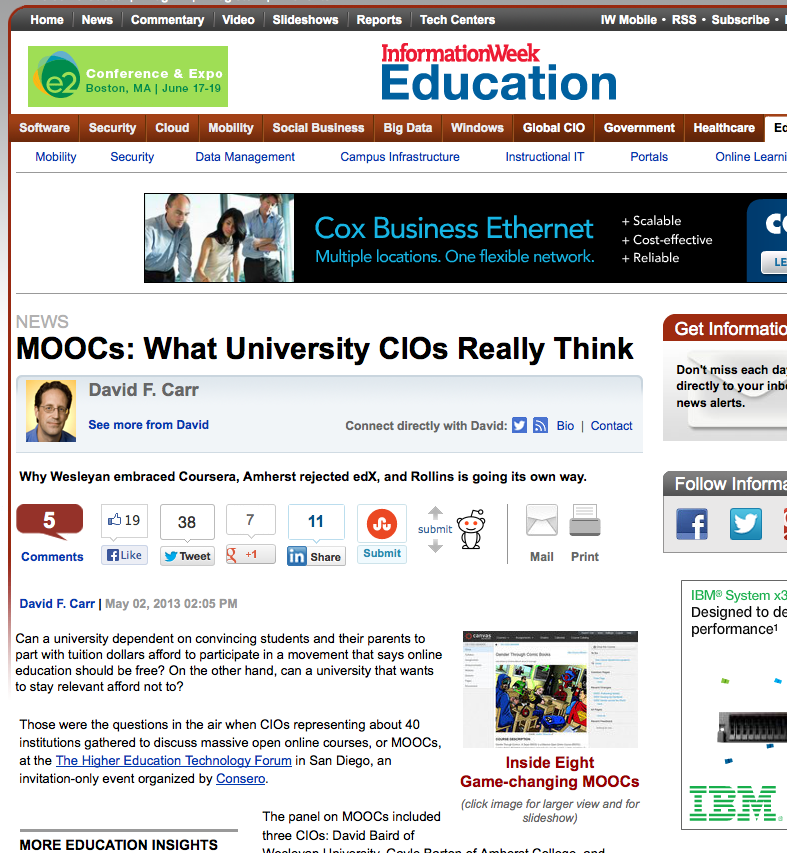 Home News Commentary Video Slideshows Reports Tech Centers IW Mobile • RSS • Subscribe •
e2 Conference & Expo
Boston, MA | June 17-19
InformationWeek
Education
Software Security Cloud Mobility Social Business Big Data Windows Global CIO Government Healthcare Ed
Mobility Security Data Management Campus Infrastructure Instructional IT Portals Online Learni
Cox Business Ethernet
Multiple locations. One flexible network.
+ Scalable
+ Cost-effective
+ Reliable
LE
NEWS
MOOCs: What University CIOs Really Think
David F. Carr
See more from David
Connect directly with David: Bio | Contact
Why Wesleyan embraced Coursera, Amherst rejected edX, and Rollins is going its own way.
5 19 38 7 11 submit
Comments Like Tweet +1 Share Submit Mail Print
David F. Carr | May 02, 2013 02:05 PM
Can a university dependent on convincing students and their parents to
part with tuition dollars afford to participate in a movement that says online
education should be free? On the other hand, can a university that wants
to stay relevant afford not to?
Those were the questions in the air when CIOs representing about 40
institutions gathered to discuss massive open online courses, or MOOCs,
at the The Higher Education Technology Forum in San Diego, an
invitation-only event organized by Consero.
canvas
Gender Through Comic Books
Inside Eight
Game-changing MOOCs
(click image for larger view and for
slideshow)
MORE EDUCATION INSIGHTS
The panel on MOOCs included
three CIOs: David Baird of
Wesleyan University, Gayle Barton of Amherst College, and
Get Informatio
Don't miss each da
directly to your inb
news alerts.
Follow Informa
IBM® System x3
Designed to de
performance¹
IBM